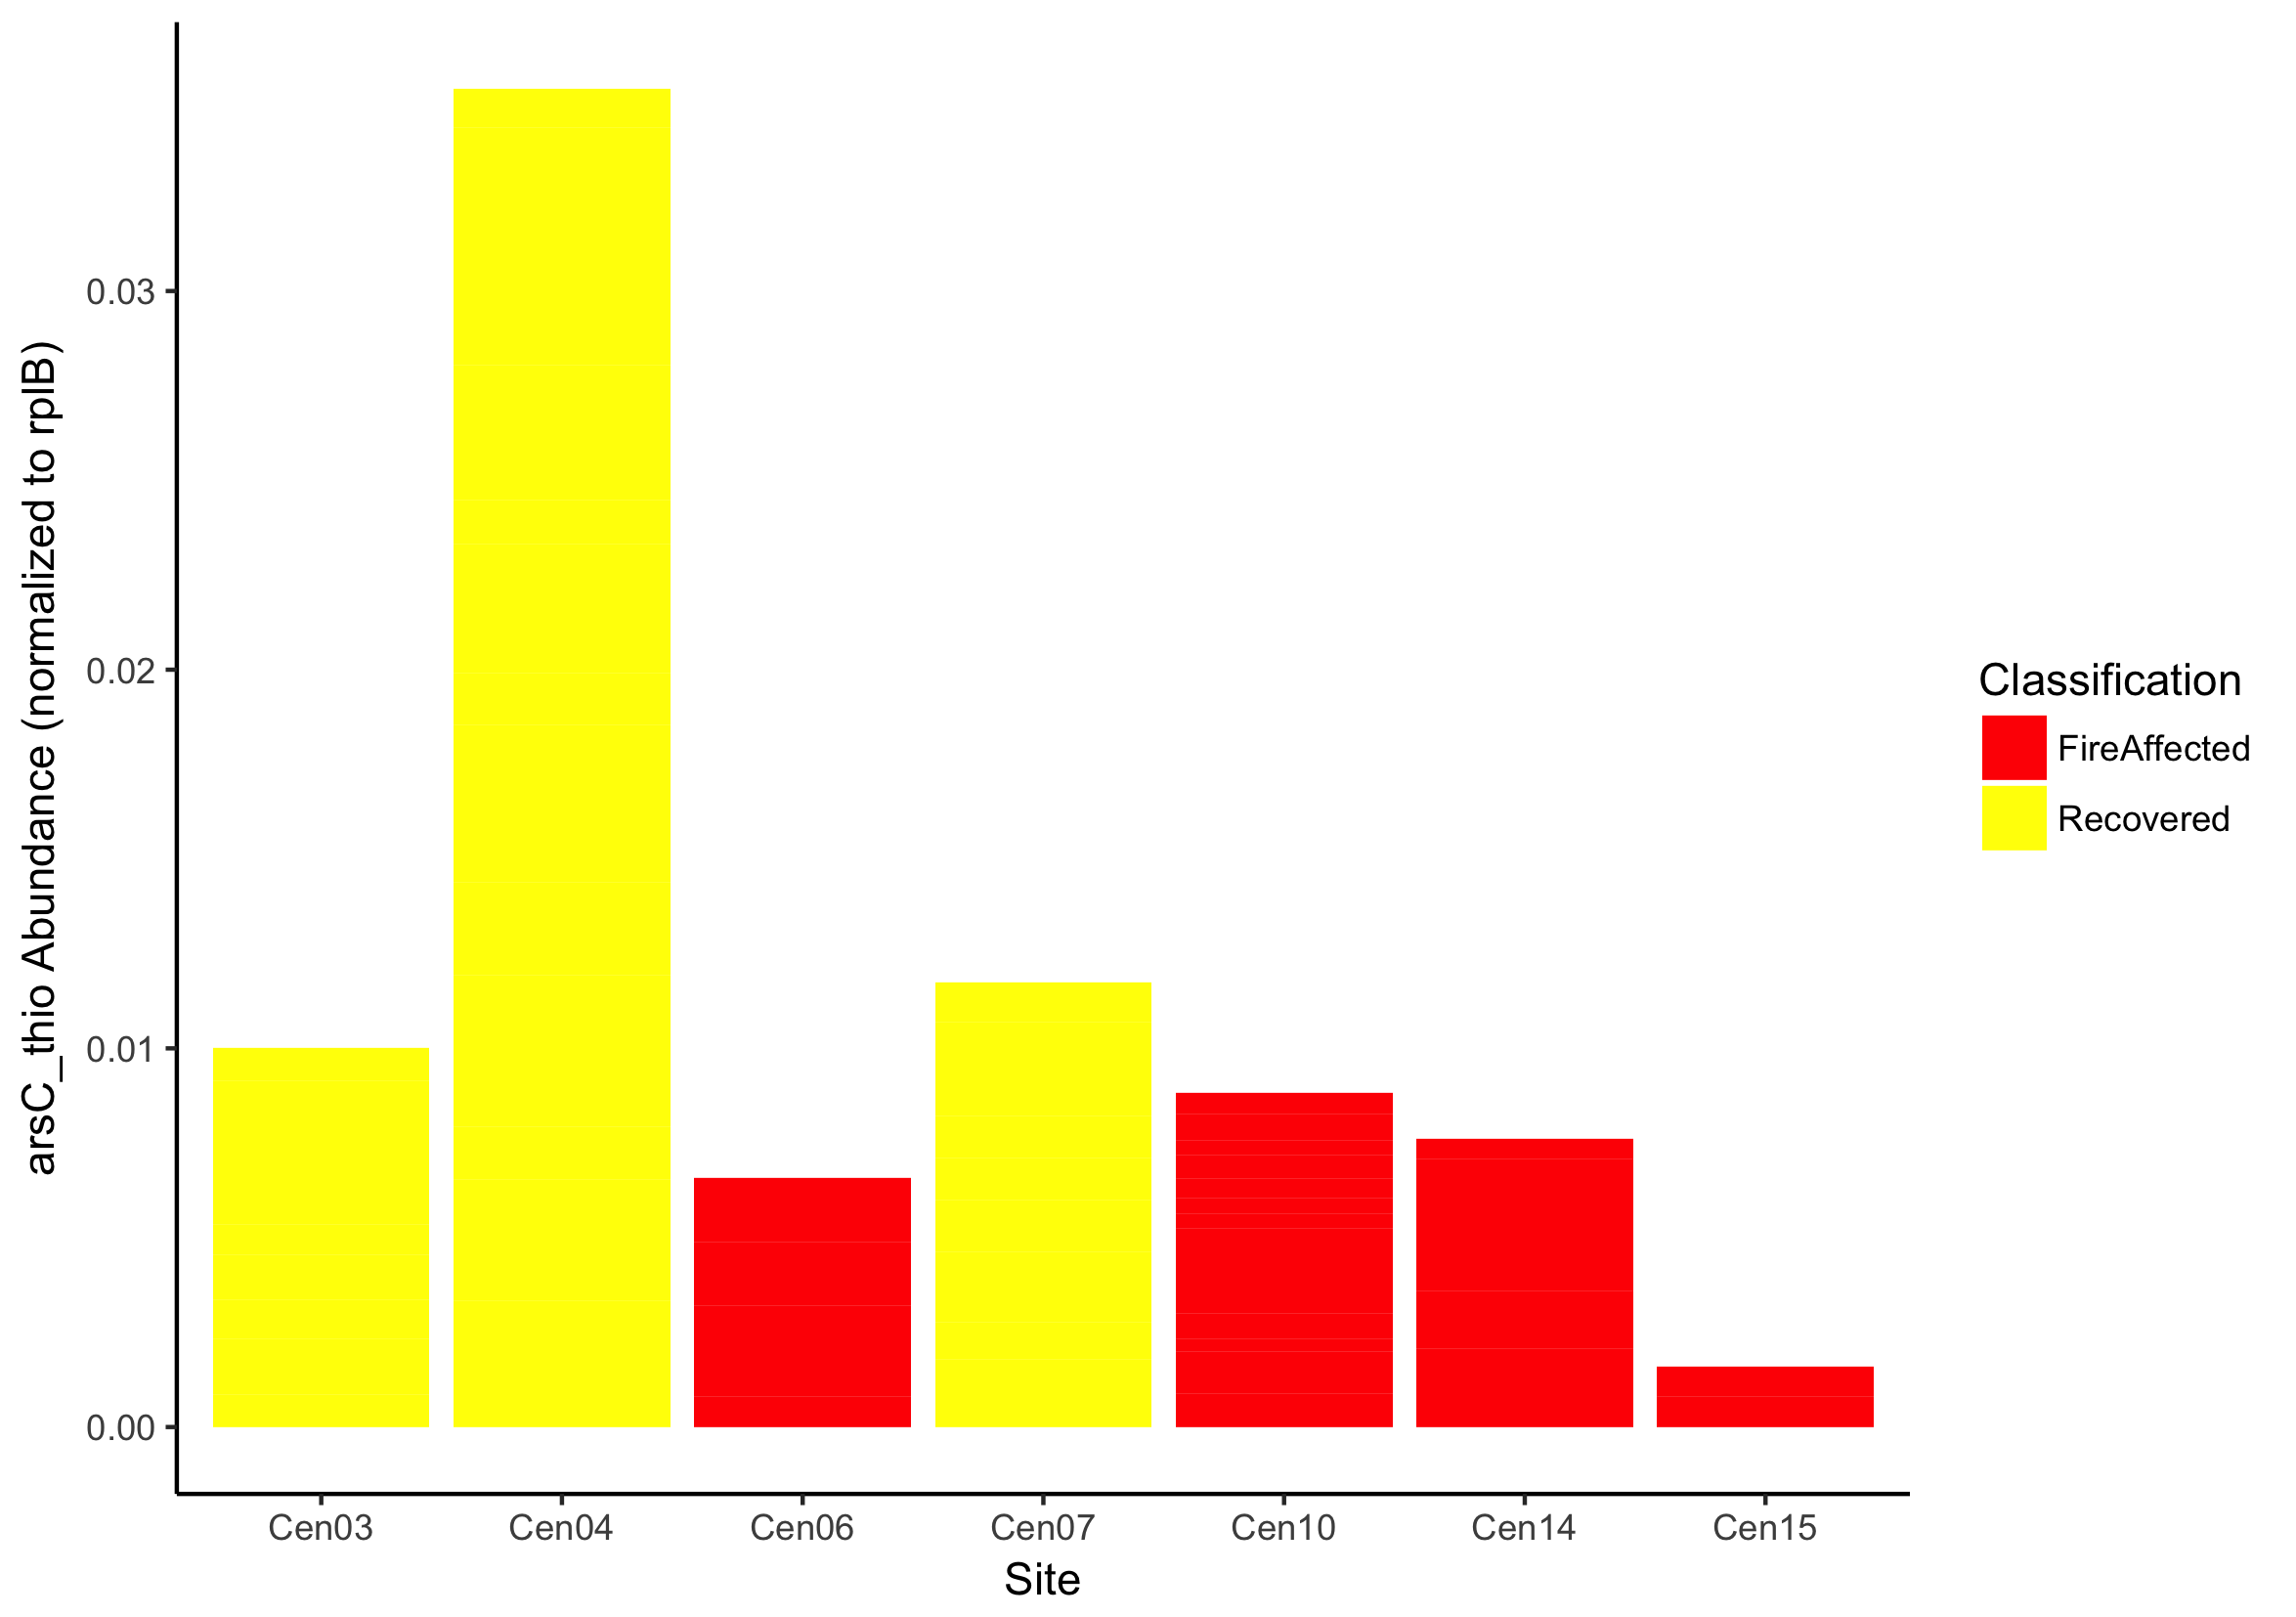 arsC_thio Abundance (normalized to rplB)
0.03
0.02
0.01
0.00
Cen03 Cen04 Cen06 Cen07 Cen10 Cen14 Cen15
Site
Classification
FireAffected
Recovered